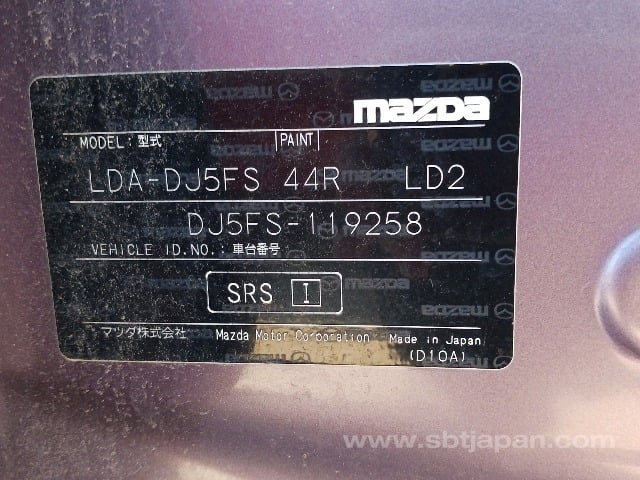 mazda
MODEL: 型式 PAINT
LDA-DJ5FS 44R LD2
DJ5FS-119258
VEHICLE ID.NO.: 車台番号
SRS I
マツダ株式会社 Mazda Motor Corporation Made in Japan
(D10A)
www.sbtjapan.com